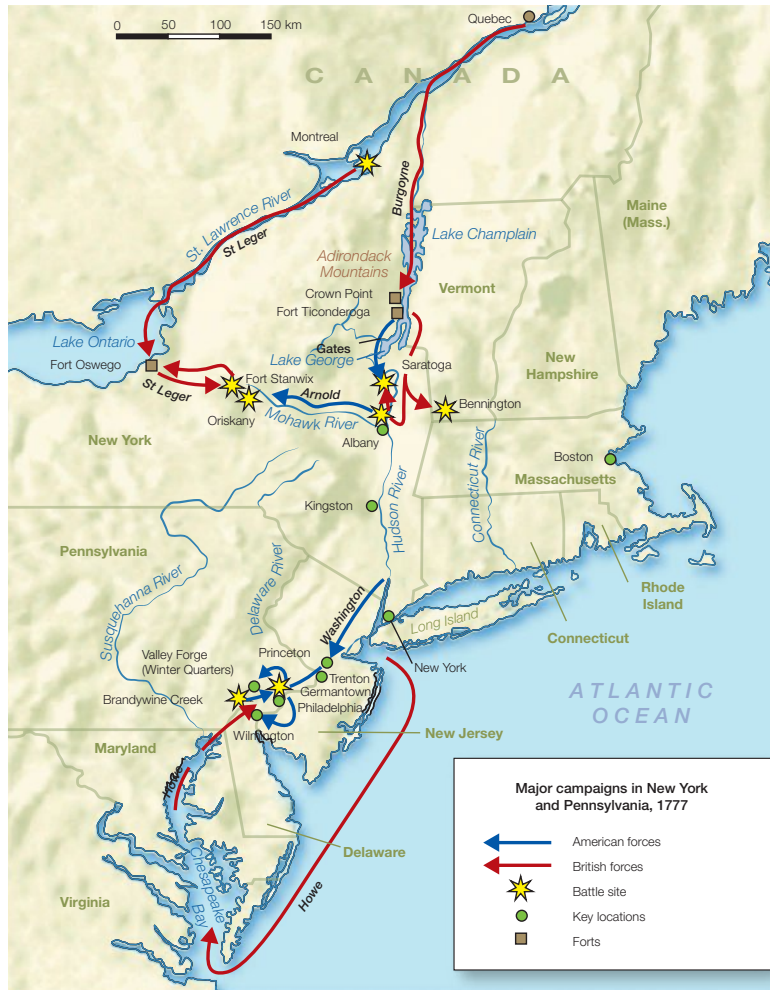 Quebec
0 50 100 150 km
CANADA
Montreal
Burgoyne
Maine
(Mass.)
St. Lawrence River
St Leger
Lake Champlain
Adirondack
Mountains
Vermont
Crown Point
Fort Ticonderoga
Lake Ontario
Gates
Lake George
Saratoga
New
Hampshire
Fort Oswego
St Leger
Fort Stanwix
Arnold
Bennington
Oriskany
Mohawk River
New York
Albany
Boston
Connecticut River
Massachusetts
Hudson River
Kingston
Pennsylvania
Delaware River
Susquehanna River
Rhode
Island
Washington
Long Island
Connecticut
Valley Forge
(Winter Quarters)
Princeton
New York
Trenton
Germantown
Brandywine Creek
Philadelphia
ATLANTIC
OCEAN
Wilmington
New Jersey
Maryland
Howe
Major campaigns in New York
and Pennsylvania, 1777
American forces
British forces
Battle site
Key locations
Forts
Delaware
Chesapeake
Bay
Howe
Virginia